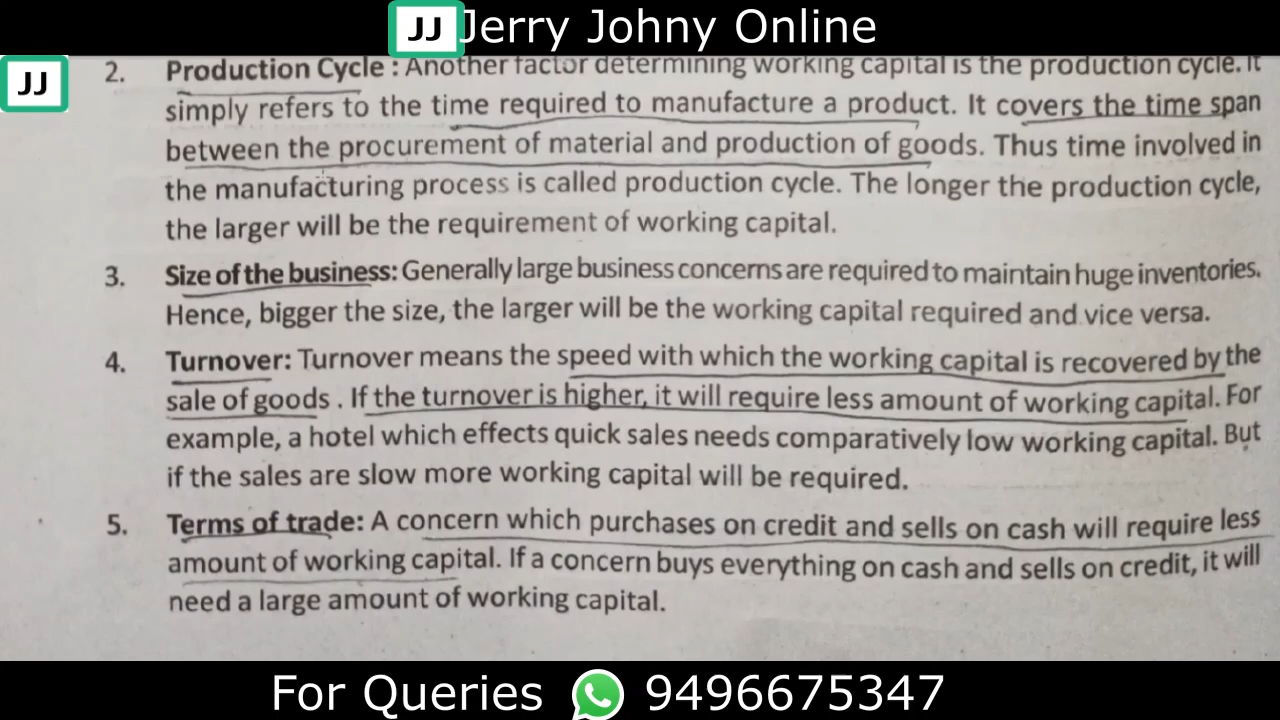 JJ Jerry Johny Online
JJ
2. Production Cycle : Another factor determining working capital is the production cycle. It
simply refers to the time required to manufacture a product. It covers the time span
between the procurement of material and production of goods. Thus time involved in
the manufacturing process is called production cycle. The longer the production cycle,
the larger will be the requirement of working capital.
3. Size of the business: Generally large business concerns are required to maintain huge inventories.
Hence, bigger the size, the larger will be the working capital required and vice versa.
4. Turnover: Turnover means the speed with which the working capital is recovered by the
sale of goods . If the turnover is higher, it will require less amount of working capital. For
example, a hotel which effects quick sales needs comparatively low working capital. But
if the sales are slow more working capital will be required.
5. Terms of trade: A concern which purchases on credit and sells on cash will require less
amount of working capital. If a concern buys everything on cash and sells on credit, it will
need a large amount of working capital.
For Queries 9496675347